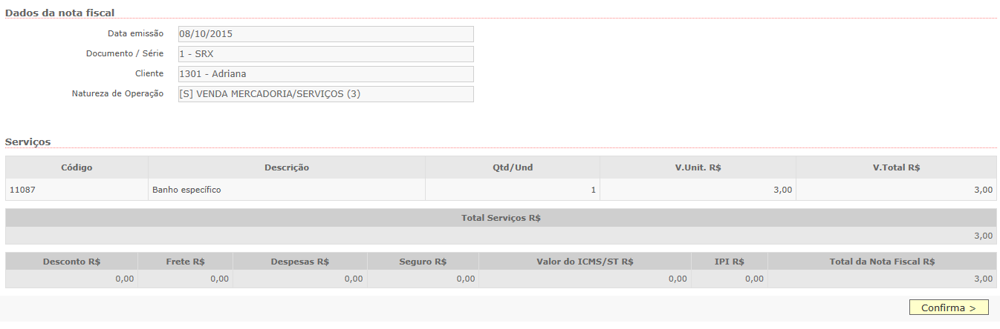 Dados da nota fiscal
Data emissão 08/10/2015
Documento / Série 1 - SRX
Cliente 1301 - Adriana
Natureza de Operação [S] VENDA MERCADORIA/SERVIÇOS (3)
Serviços
Código Descrição Qtd/Und V.Unit. R$ V.Total R$
11087 Banho específico 1 3,00 3,00
Total Serviços R$
3,00
Desconto R$ Frete R$ Despesas R$ Seguro R$ Valor do ICMS/ST R$ IPI R$ Total da Nota Fiscal R$
0,00 0,00 0,00 0,00 0,00 0,00 3,00
Confirma >